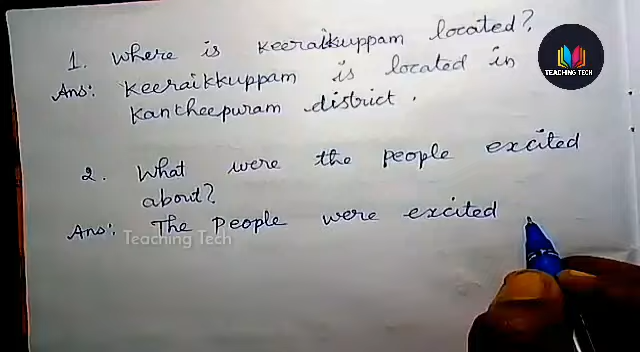 1. Where is Keeraikuppam located?
TEACHING TECH
Ans: Keeraikkuppam is located in
Kantheepuram district.
2. What were the people excited
about?
Ans: The People were excited
Teaching Tech